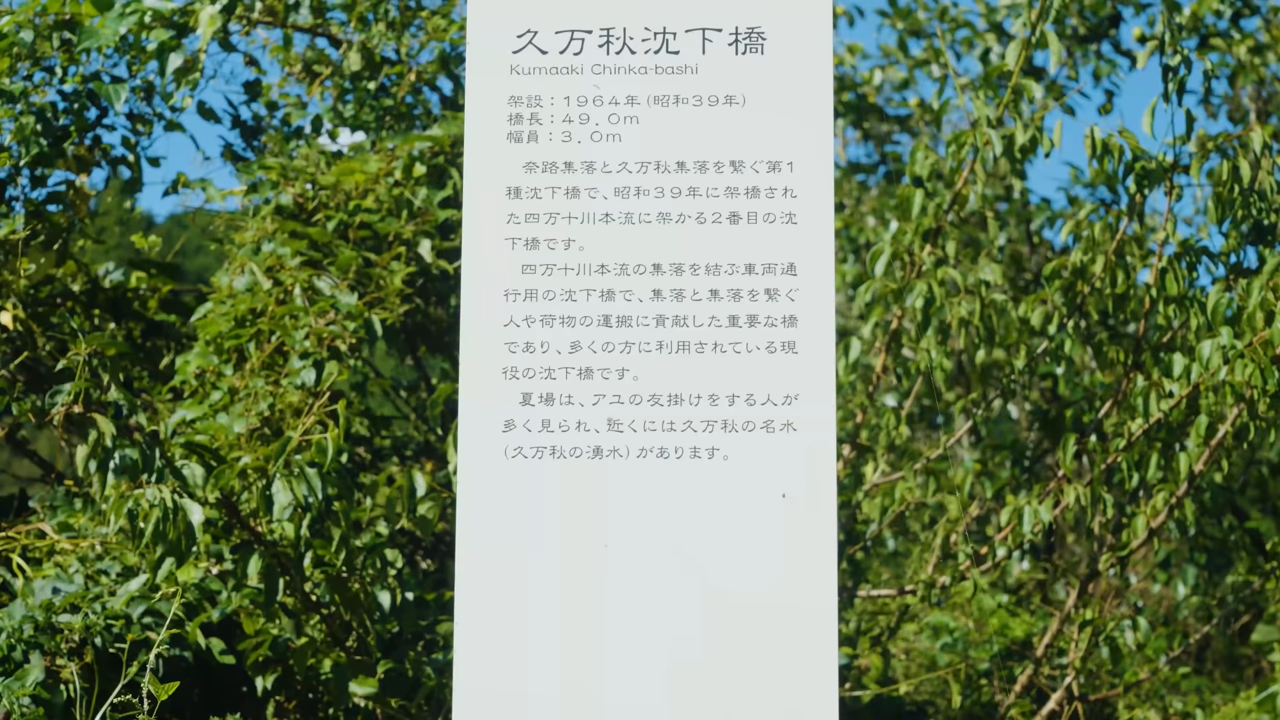 久万秋沈下橋
Kumaaki Chinka-bashi
架設：１９６４年（昭和３９年）
橋長：４９．０ｍ
幅員：３．０ｍ
　奈路集落と久万秋集落を繋ぐ第１
種沈下橋で、昭和３９年に架橋され
た四万十川本流に架かる２番目の沈
下橋です。
　四万十川本流の集落を結ぶ車両通
行用の沈下橋で、集落と集落を繋ぐ
人や荷物の運搬に貢献した重要な橋
であり、多くの方に利用されている現
役の沈下橋です。
　夏場は、アユの友掛けをする人が
多く見られ、近くには久万秋の名水
（久万秋の湧水）があります。